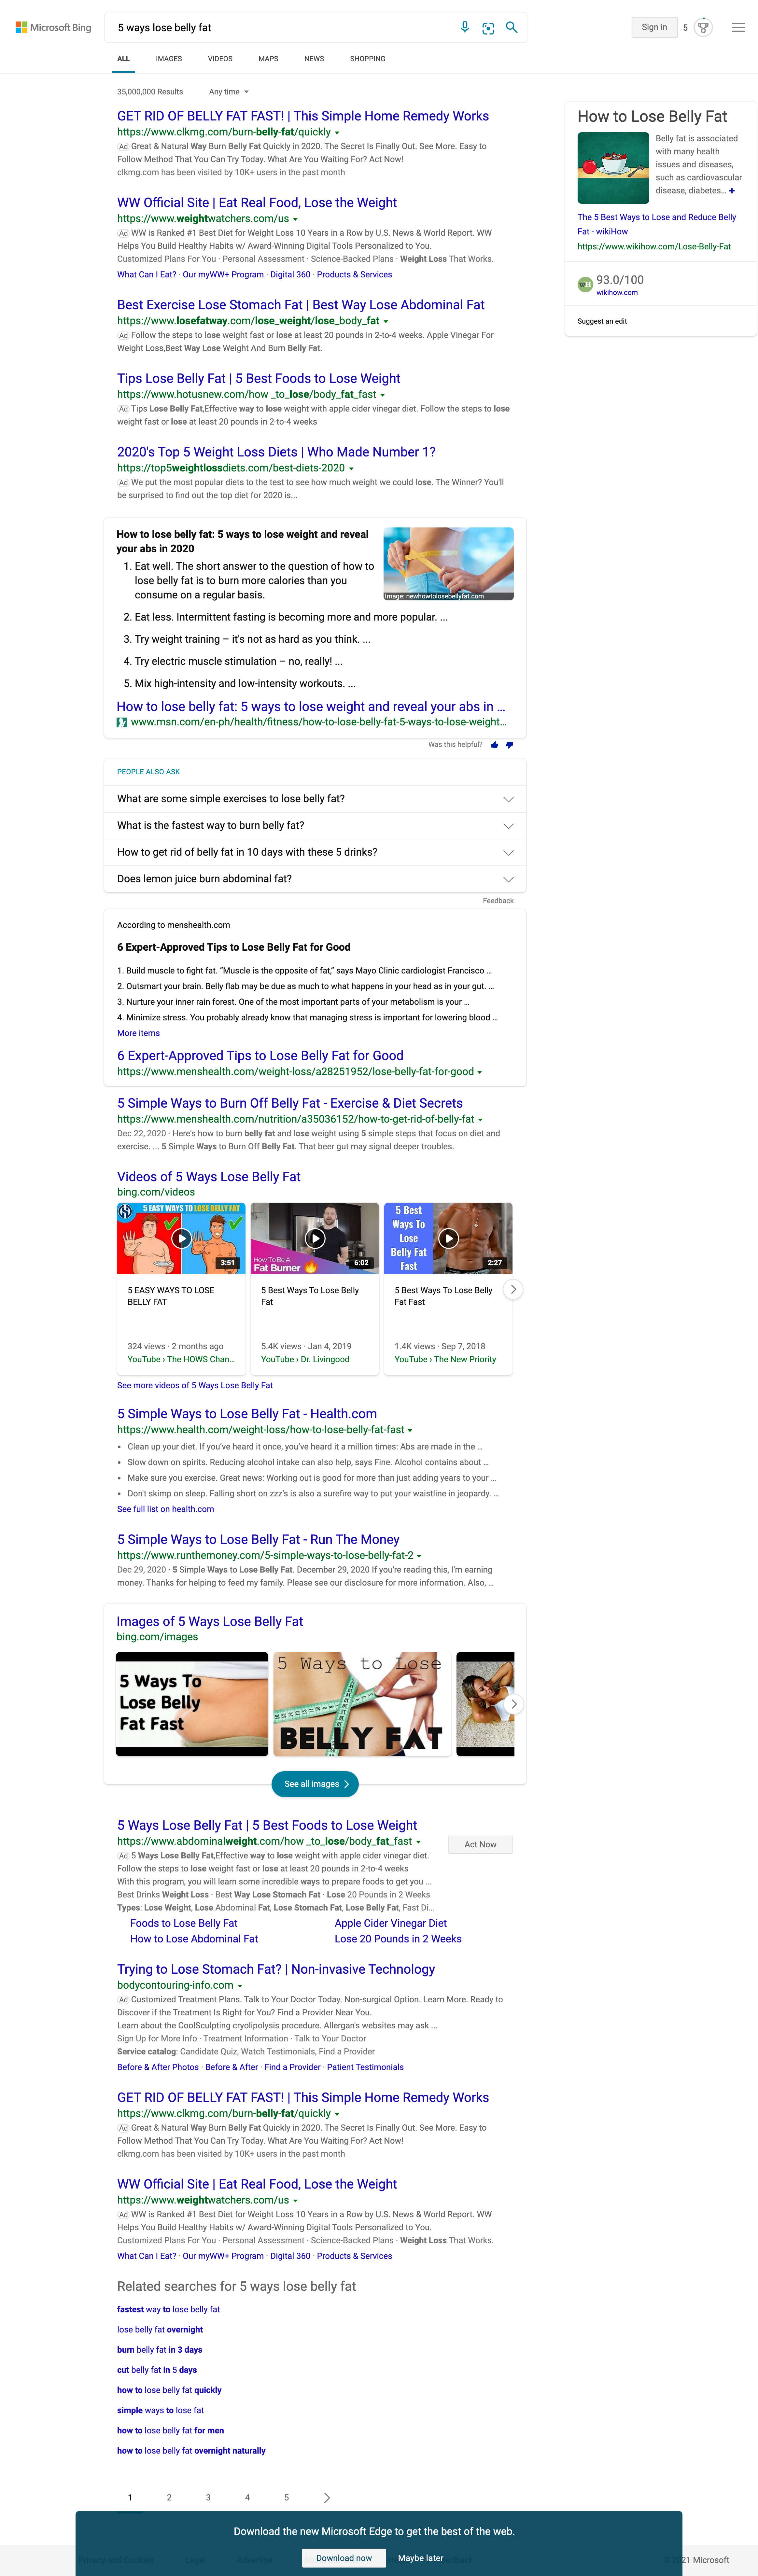 Microsoft Bing
5 ways lose belly fat
Sign in
5
ALL IMAGES VIDEOS MAPS NEWS SHOPPING
35,000,000 Results Any time
GET RID OF BELLY FAT FAST! | This Simple Home Remedy Works
https://www.clkmg.com/burn-belly-fat/quickly
Ad Great & Natural Way Burn Belly Fat Quickly in 2020. The Secret Is Finally Out. See More. Easy to
Follow Method That You Can Try Today. What Are You Waiting For? Act Now!
clkmg.com has been visited by 10K+ users in the past month
WW Official Site | Eat Real Food, Lose the Weight
https://www.weightwatchers.com/us
Ad WW is Ranked #1 Best Diet for Weight Loss 10 Years in a Row by U.S. News & World Report. WW
Helps You Build Healthy Habits w/ Award-Winning Digital Tools Personalized to You.
Customized Plans For You · Personal Assessment · Science-Backed Plans · Weight Loss That Works.
What Can I Eat? · Our myWW+ Program · Digital 360 · Products & Services
Best Exercise Lose Stomach Fat | Best Way Lose Abdominal Fat
https://www.losefatway.com/lose_weight/lose_body_fat
Ad Follow the steps to lose weight fast or lose at least 20 pounds in 2-to-4 weeks. Apple Vinegar For
Weight Loss,Best Way Lose Weight And Burn Belly Fat.
Tips Lose Belly Fat | 5 Best Foods to Lose Weight
https://www.hotusnew.com/how _to_lose/body_fat_fast
Ad Tips Lose Belly Fat,Effective way to lose weight with apple cider vinegar diet. Follow the steps to lose
weight fast or lose at least 20 pounds in 2-to-4 weeks
2020's Top 5 Weight Loss Diets | Who Made Number 1?
https://top5weightlossdiets.com/best-diets-2020
Ad We put the most popular diets to the test to see how much weight we could lose. The Winner? You'll
be surprised to find out the top diet for 2020 is...
How to lose belly fat: 5 ways to lose weight and reveal
your abs in 2020
1. Eat well. The short answer to the question of how to
lose belly fat is to burn more calories than you
consume on a regular basis.
Image: newhowtolosebellyfat.com
2. Eat less. Intermittent fasting is becoming more and more popular. ...
3. Try weight training – it's not as hard as you think. ...
4. Try electric muscle stimulation – no, really! ...
5. Mix high-intensity and low-intensity workouts. ...
How to lose belly fat: 5 ways to lose weight and reveal your abs in ...
www.msn.com/en-ph/health/fitness/how-to-lose-belly-fat-5-ways-to-lose-weight...
Was this helpful?
PEOPLE ALSO ASK
What are some simple exercises to lose belly fat?
What is the fastest way to burn belly fat?
How to get rid of belly fat in 10 days with these 5 drinks?
Does lemon juice burn abdominal fat?
Feedback
According to menshealth.com
6 Expert-Approved Tips to Lose Belly Fat for Good
1. Build muscle to fight fat. “Muscle is the opposite of fat,” says Mayo Clinic cardiologist Francisco ...
2. Outsmart your brain. Belly flab may be due as much to what happens in your head as in your gut. ...
3. Nurture your inner rain forest. One of the most important parts of your metabolism is your ...
4. Minimize stress. You probably already know that managing stress is important for lowering blood ...
More items
6 Expert-Approved Tips to Lose Belly Fat for Good
https://www.menshealth.com/weight-loss/a28251952/lose-belly-fat-for-good
5 Simple Ways to Burn Off Belly Fat - Exercise & Diet Secrets
https://www.menshealth.com/nutrition/a35036152/how-to-get-rid-of-belly-fat
Dec 22, 2020 · Here's how to burn belly fat and lose weight using 5 simple steps that focus on diet and
exercise. ... 5 Simple Ways to Burn Off Belly Fat. That beer gut may signal deeper troubles.
Videos of 5 Ways Lose Belly Fat
bing.com/videos
5 EASY WAYS TO LOSE BELLY FAT
3:51
How To Be A
Fat Burner
6:02
5 Best
Ways To
Lose
Belly Fat
Fast
2:27
5 EASY WAYS TO LOSE
BELLY FAT
324 views · 2 months ago
YouTube › The HOWS Chan...
5 Best Ways To Lose Belly
Fat
5.4K views · Jan 4, 2019
YouTube › Dr. Livingood
5 Best Ways To Lose Belly
Fat Fast
1.4K views · Sep 7, 2018
YouTube › The New Priority
See more videos of 5 Ways Lose Belly Fat
5 Simple Ways to Lose Belly Fat - Health.com
https://www.health.com/weight-loss/how-to-lose-belly-fat-fast
• Clean up your diet. If you’ve heard it once, you’ve heard it a million times: Abs are made in the ...
• Slow down on spirits. Reducing alcohol intake can also help, says Fine. Alcohol contains about ...
• Make sure you exercise. Great news: Working out is good for more than just adding years to your ...
• Don't skimp on sleep. Falling short on zzz’s is also a surefire way to put your waistline in jeopardy. ...
See full list on health.com
5 Simple Ways to Lose Belly Fat - Run The Money
https://www.runthemoney.com/5-simple-ways-to-lose-belly-fat-2
Dec 29, 2020 · 5 Simple Ways to Lose Belly Fat. December 29, 2020 If you're reading this, I'm earning
money. Thanks for helping to feed my family. Please see our disclosure for more information. Also, ...
Images of 5 Ways Lose Belly Fat
bing.com/images
5 Ways To
Lose Belly
Fat Fast
5 Ways to Lose
BELLY FAT
See all images
5 Ways Lose Belly Fat | 5 Best Foods to Lose Weight
https://www.abdominalweight.com/how _to_lose/body_fat_fast
Act Now
Ad 5 Ways Lose Belly Fat,Effective way to lose weight with apple cider vinegar diet.
Follow the steps to lose weight fast or lose at least 20 pounds in 2-to-4 weeks
With this program, you will learn some incredible ways to prepare foods to get you ...
Best Drinks Weight Loss · Best Way Lose Stomach Fat · Lose 20 Pounds in 2 Weeks
Types: Lose Weight, Lose Abdominal Fat, Lose Stomach Fat, Lose Belly Fat, Fast Di...
Foods to Lose Belly Fat
Apple Cider Vinegar Diet
How to Lose Abdominal Fat
Lose 20 Pounds in 2 Weeks
Trying to Lose Stomach Fat? | Non-invasive Technology
bodycontouring-info.com
Ad Customized Treatment Plans. Talk to Your Doctor Today. Non-surgical Option. Learn More. Ready to
Discover if the Treatment Is Right for You? Find a Provider Near You.
Learn about the CoolSculpting cryolipolysis procedure. Allergan's websites may ask ...
Sign Up for More Info · Treatment Information · Talk to Your Doctor
Service catalog: Candidate Quiz, Watch Testimonials, Find a Provider
Before & After Photos · Before & After · Find a Provider · Patient Testimonials
GET RID OF BELLY FAT FAST! | This Simple Home Remedy Works
https://www.clkmg.com/burn-belly-fat/quickly
Ad Great & Natural Way Burn Belly Fat Quickly in 2020. The Secret Is Finally Out. See More. Easy to
Follow Method That You Can Try Today. What Are You Waiting For? Act Now!
clkmg.com has been visited by 10K+ users in the past month
WW Official Site | Eat Real Food, Lose the Weight
https://www.weightwatchers.com/us
Ad WW is Ranked #1 Best Diet for Weight Loss 10 Years in a Row by U.S. News & World Report. WW
Helps You Build Healthy Habits w/ Award-Winning Digital Tools Personalized to You.
Customized Plans For You · Personal Assessment · Science-Backed Plans · Weight Loss That Works.
What Can I Eat? · Our myWW+ Program · Digital 360 · Products & Services
Related searches for 5 ways lose belly fat
fastest way to lose belly fat
lose belly fat overnight
burn belly fat in 3 days
cut belly fat in 5 days
how to lose belly fat quickly
simple ways to lose fat
how to lose belly fat for men
how to lose belly fat overnight naturally
1 2 3 4 5
How to Lose Belly Fat
Belly fat is associated
with many health
issues and diseases,
such as cardiovascular
disease, diabetes... +
The 5 Best Ways to Lose and Reduce Belly
Fat - wikiHow
https://www.wikihow.com/Lose-Belly-Fat
wH
93.0/100
wikihow.com
Suggest an edit
Download the new Microsoft Edge to get the best of the web.
Download now
Maybe later
21 Microsoft